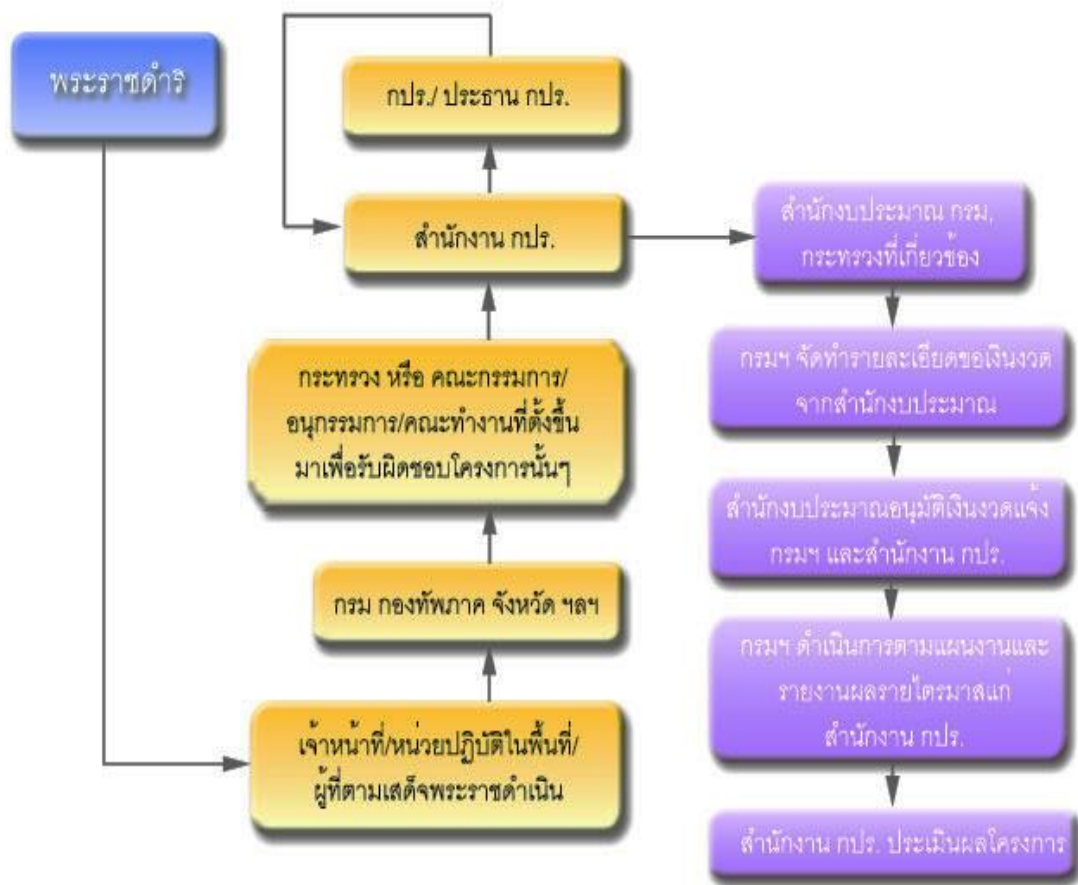 พระราชดำริ
กปร./ ประธาน กปร.
สำนักงาน กปร.
กระทรวง หรือ คณะกรรมการ/
อนุกรรมการ/คณะทำงานที่ตั้งขึ้น
มาเพื่อรับผิดชอบโครงการนั้นๆ
กรม กองทัพภาค จังหวัด ฯลฯ
เจ้าหน้าที่/หน่วยปฏิบัติในพื้นที่/
ผู้ที่ตามเสด็จพระราชดำเนิน
สำนักงบประมาณ กรม,
กระทรวงที่เกี่ยวข้อง
กรมฯ จัดทำรายละเอียดขอเงินงวด
จากสำนักงบประมาณ
สำนักงบประมาณอนุมัติเงินงวดแจ้ง
กรมฯ และสำนักงาน กปร.
กรมฯ ดำเนินการตามแผนงานและ
รายงานผลรายไตรมาสแก่
สำนักงาน กปร.
สำนักงาน กปร. ประเมินผลโครงการ